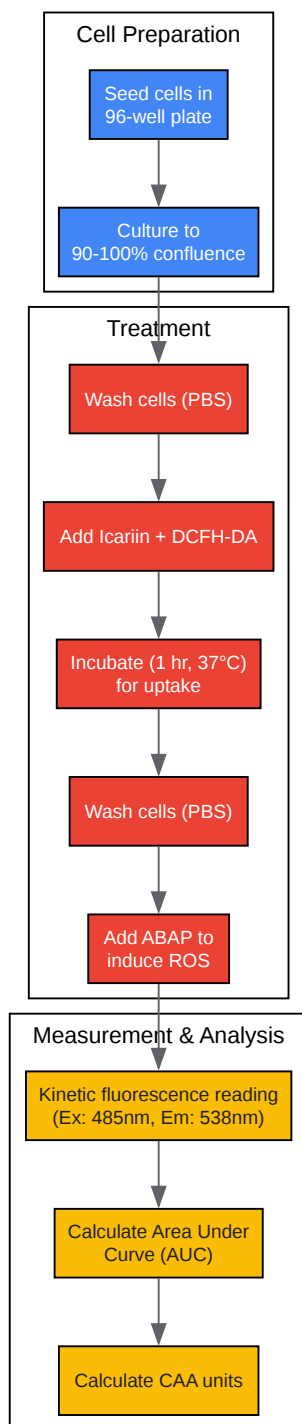 Cell Preparation
Seed cells in
96-well plate
Culture to
90-100% confluence
Treatment
Wash cells (PBS)
Add Icariin + DCFH-DA
Incubate (1 hr, 37°C)
for uptake
Wash cells (PBS)
Add ABAP to
induce ROS
Measurement & Analysis
Kinetic fluorescence reading
(Ex: 485nm, Em: 538nm)
Calculate Area Under
Curve (AUC)
Calculate CAA units